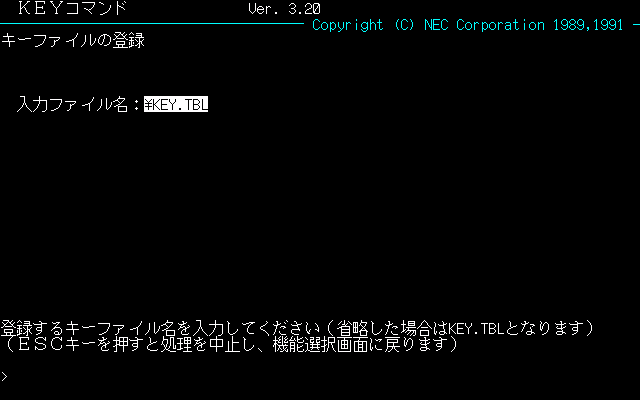 ＫＥＹコマンド Ver. 3.20
Copyright (C) NEC Corporation 1989,1991
キーファイルの登録
入力ファイル名：¥KEY.TBL
登録するキーファイル名を入力してください（省略した場合はKEY.TBLとなります）
（ＥＳＣキーを押すと処理を中止し、機能選択画面に戻ります）
>